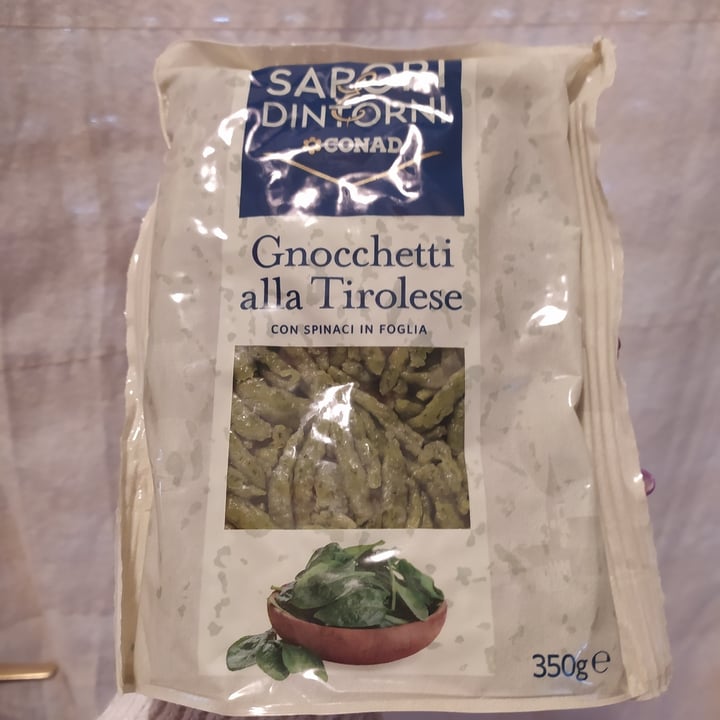 SAPORI
&
DINTORNI
CONAD
Gnocchetti
alla Tirolese
CON SPINACI IN FOGLIA
350g e